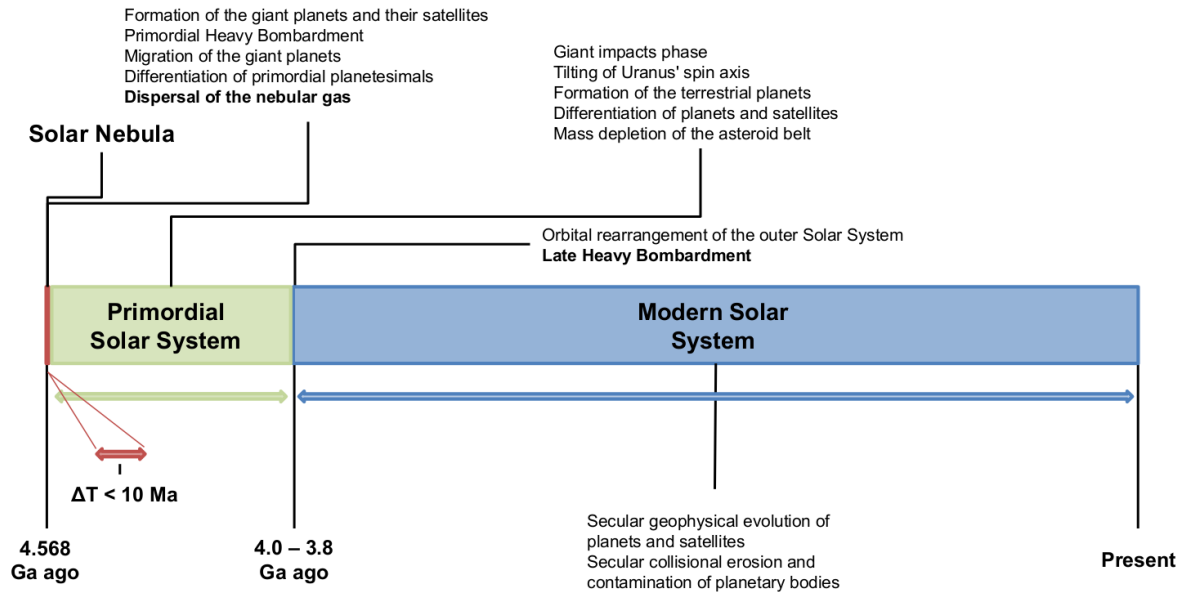 Formation of the giant planets and their satellites
Primordial Heavy Bombardment
Migration of the giant planets
Differentiation of primordial planetesimals
Dispersal of the nebular gas
Giant impacts phase
Tilting of Uranus' spin axis
Formation of the terrestrial planets
Differentiation of planets and satellites
Mass depletion of the asteroid belt
Solar Nebula
Orbital rearrangement of the outer Solar System
Late Heavy Bombardment
Primordial
Solar System
Modern Solar
System
ΔT < 10 Ma
4.568
Ga ago
4.0 – 3.8
Ga ago
Secular geophysical evolution of
planets and satellites
Secular collisional erosion and
contamination of planetary bodies
Present